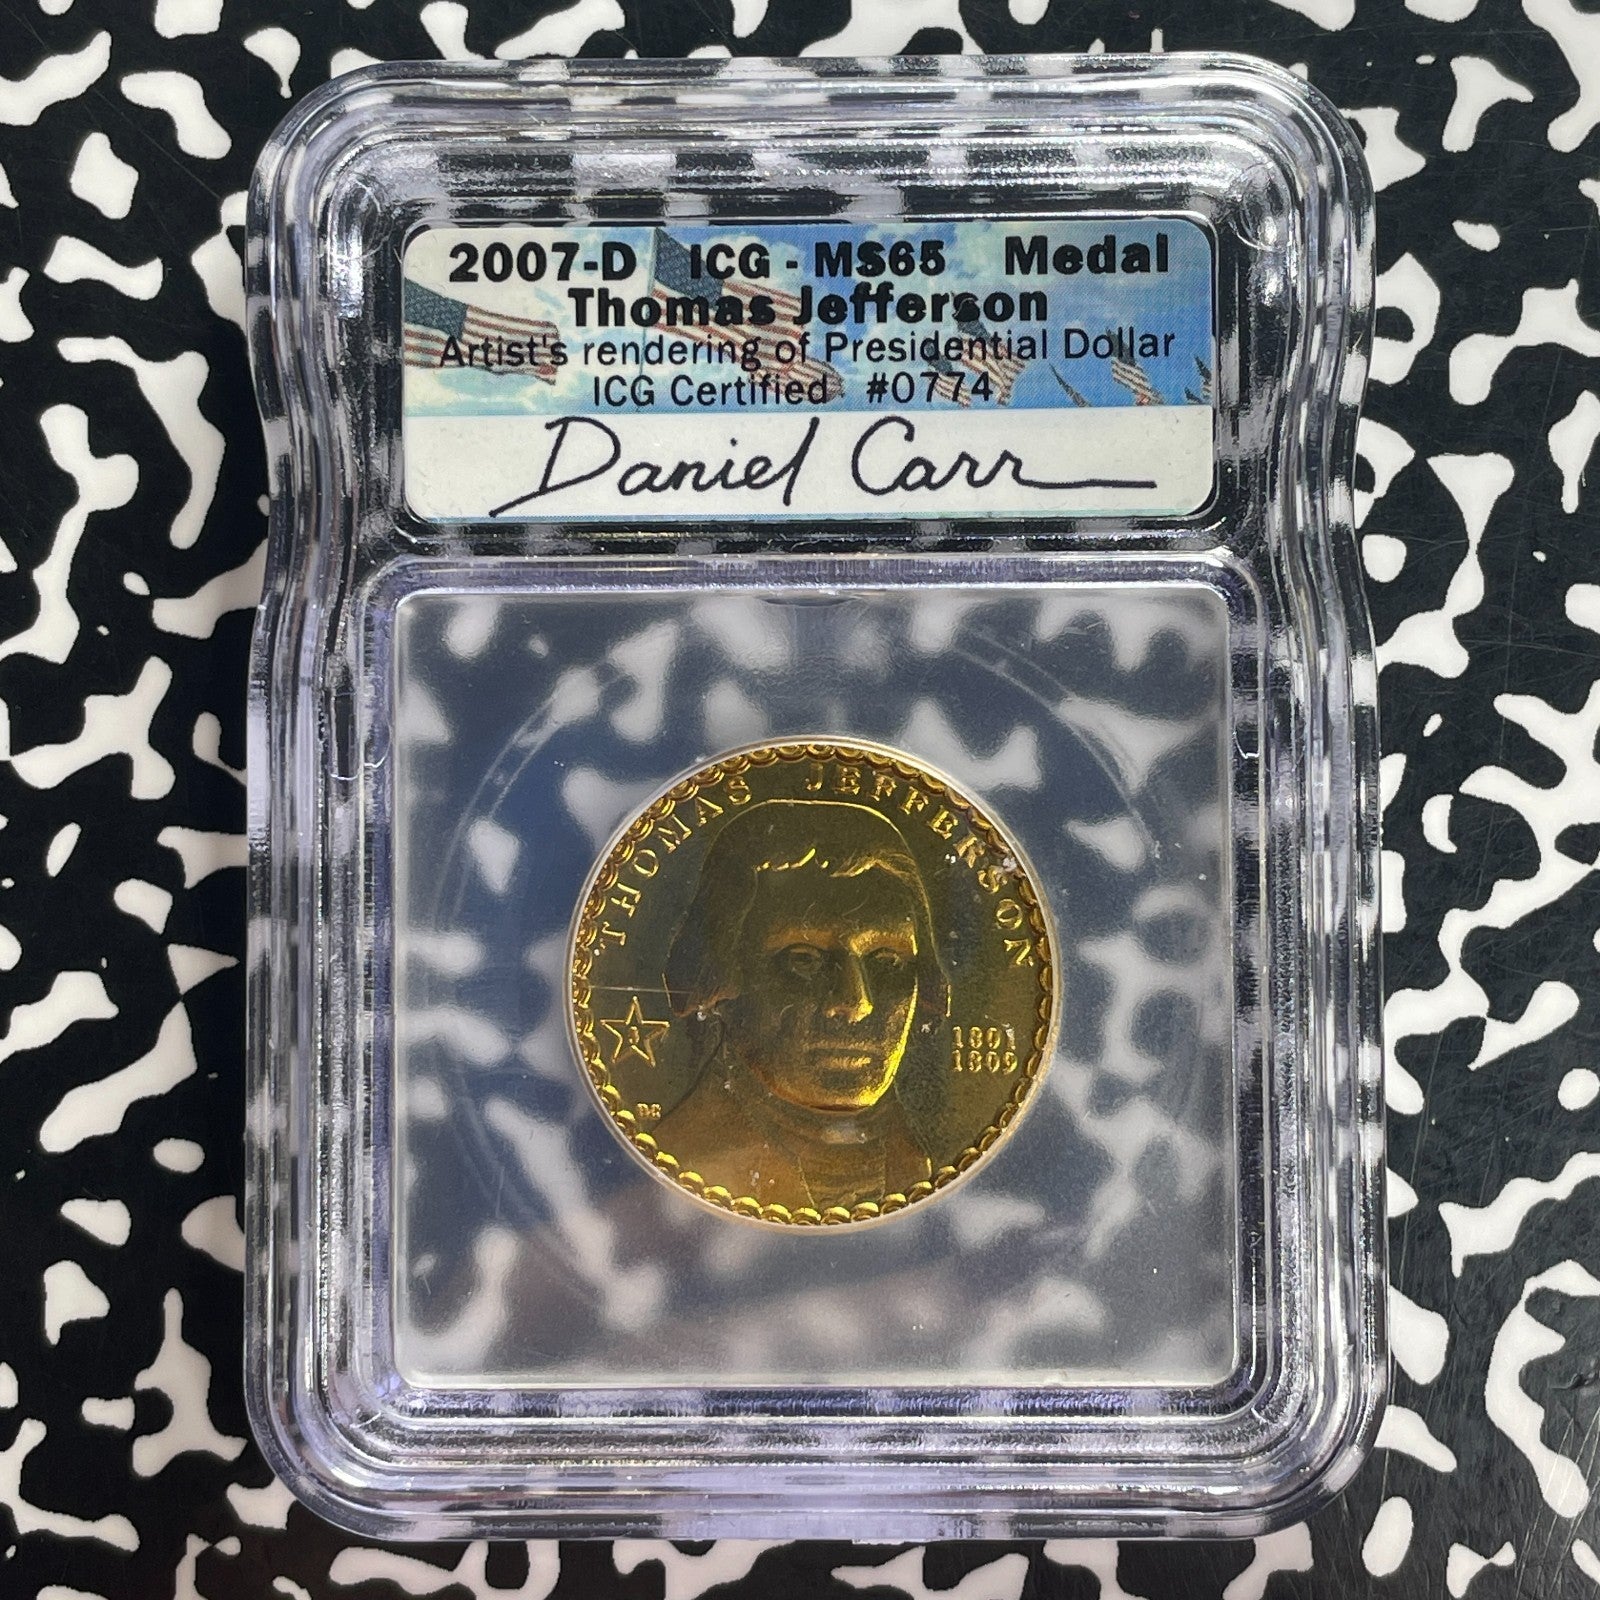 2007-D ICG - MS65 Medal
Thomas Jefferson
Artist's rendering of Presidential Dollar
ICG Certified #0774
Daniel Carr
THOMAS JEFFERSON
3
1801
1809
DC